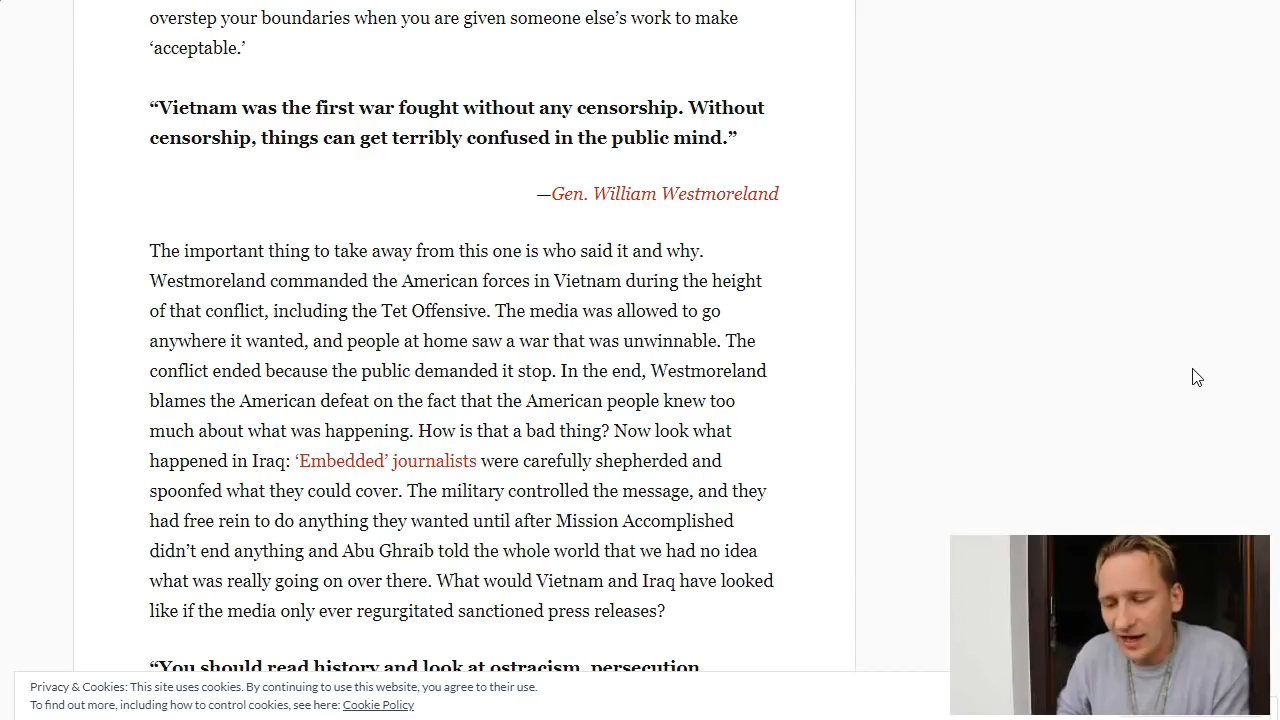 overstep your boundaries when you are given someone else’s work to make
‘acceptable.’
“Vietnam was the first war fought without any censorship. Without
censorship, things can get terribly confused in the public mind.”
—Gen. William Westmoreland
The important thing to take away from this one is who said it and why.
Westmoreland commanded the American forces in Vietnam during the height
of that conflict, including the Tet Offensive. The media was allowed to go
anywhere it wanted, and people at home saw a war that was unwinnable. The
conflict ended because the public demanded it stop. In the end, Westmoreland
blames the American defeat on the fact that the American people knew too
much about what was happening. How is that a bad thing? Now look what
happened in Iraq: ‘Embedded’ journalists were carefully shepherded and
spoonfed what they could cover. The military controlled the message, and they
had free rein to do anything they wanted until after Mission Accomplished
didn’t end anything and Abu Ghraib told the whole world that we had no idea
what was really going on over there. What would Vietnam and Iraq have looked
like if the media only ever regurgitated sanctioned press releases?
“You should read history and look at ostracism, persecution
Privacy & Cookies: This site uses cookies. By continuing to use this website, you agree to their use.
To find out more, including how to control cookies, see here: Cookie Policy